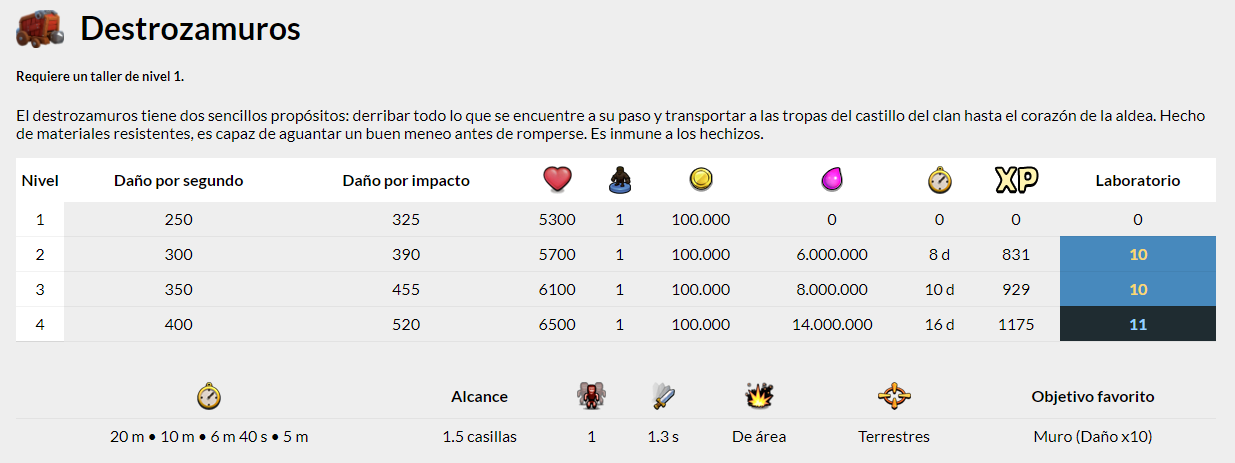 Destrozamuros
Requiere un taller de nivel 1.
El destrozamuros tiene dos sencillos propósitos: derribar todo lo que se encuentre a su paso y transportar a las tropas del castillo del clan hasta el corazón de la aldea. Hecho
de materiales resistentes, es capaz de aguantar un buen meneo antes de romperse. Es inmune a los hechizos.
Nivel Daño por segundo Daño por impacto XP Laboratorio
1 250 325 5300 1 100.000 0 0 0 0
2 300 390 5700 1 100.000 6.000.000 8 d 831 10
3 350 455 6100 1 100.000 8.000.000 10 d 929 10
4 400 520 6500 1 100.000 14.000.000 16 d 1175 11
Alcance Objetivo favorito
20 m • 10 m • 6 m 40 s • 5 m 1.5 casillas 1 1.3 s De área Terrestres Muro (Daño x10)